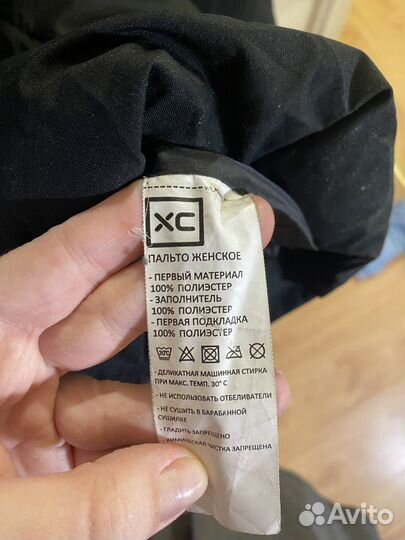 XC
ПАЛЬТО ЖЕНСКОЕ
- ПЕРВЫЙ МАТЕРИАЛ
100% ПОЛИЭСТЕР
- ЗАПОЛНИТЕЛЬ
100% ПОЛИЭСТЕР
- ПЕРВАЯ ПОДКЛАДКА
100% ПОЛИЭСТЕР
30°
- ДЕЛИКАТНАЯ МАШИННАЯ СТИРКА
ПРИ МАКС. ТЕМП. 30° С
- НЕ ИСПОЛЬЗОВАТЬ ОТБЕЛИВАТЕЛИ
- НЕ СУШИТЬ В БАРАБАННОЙ
СУШИЛКЕ
- ГЛАДИТЬ ЗАПРЕЩЕНО
- ХИМИЧЕСКАЯ ЧИСТКА ЗАПРЕЩЕНА
Avito